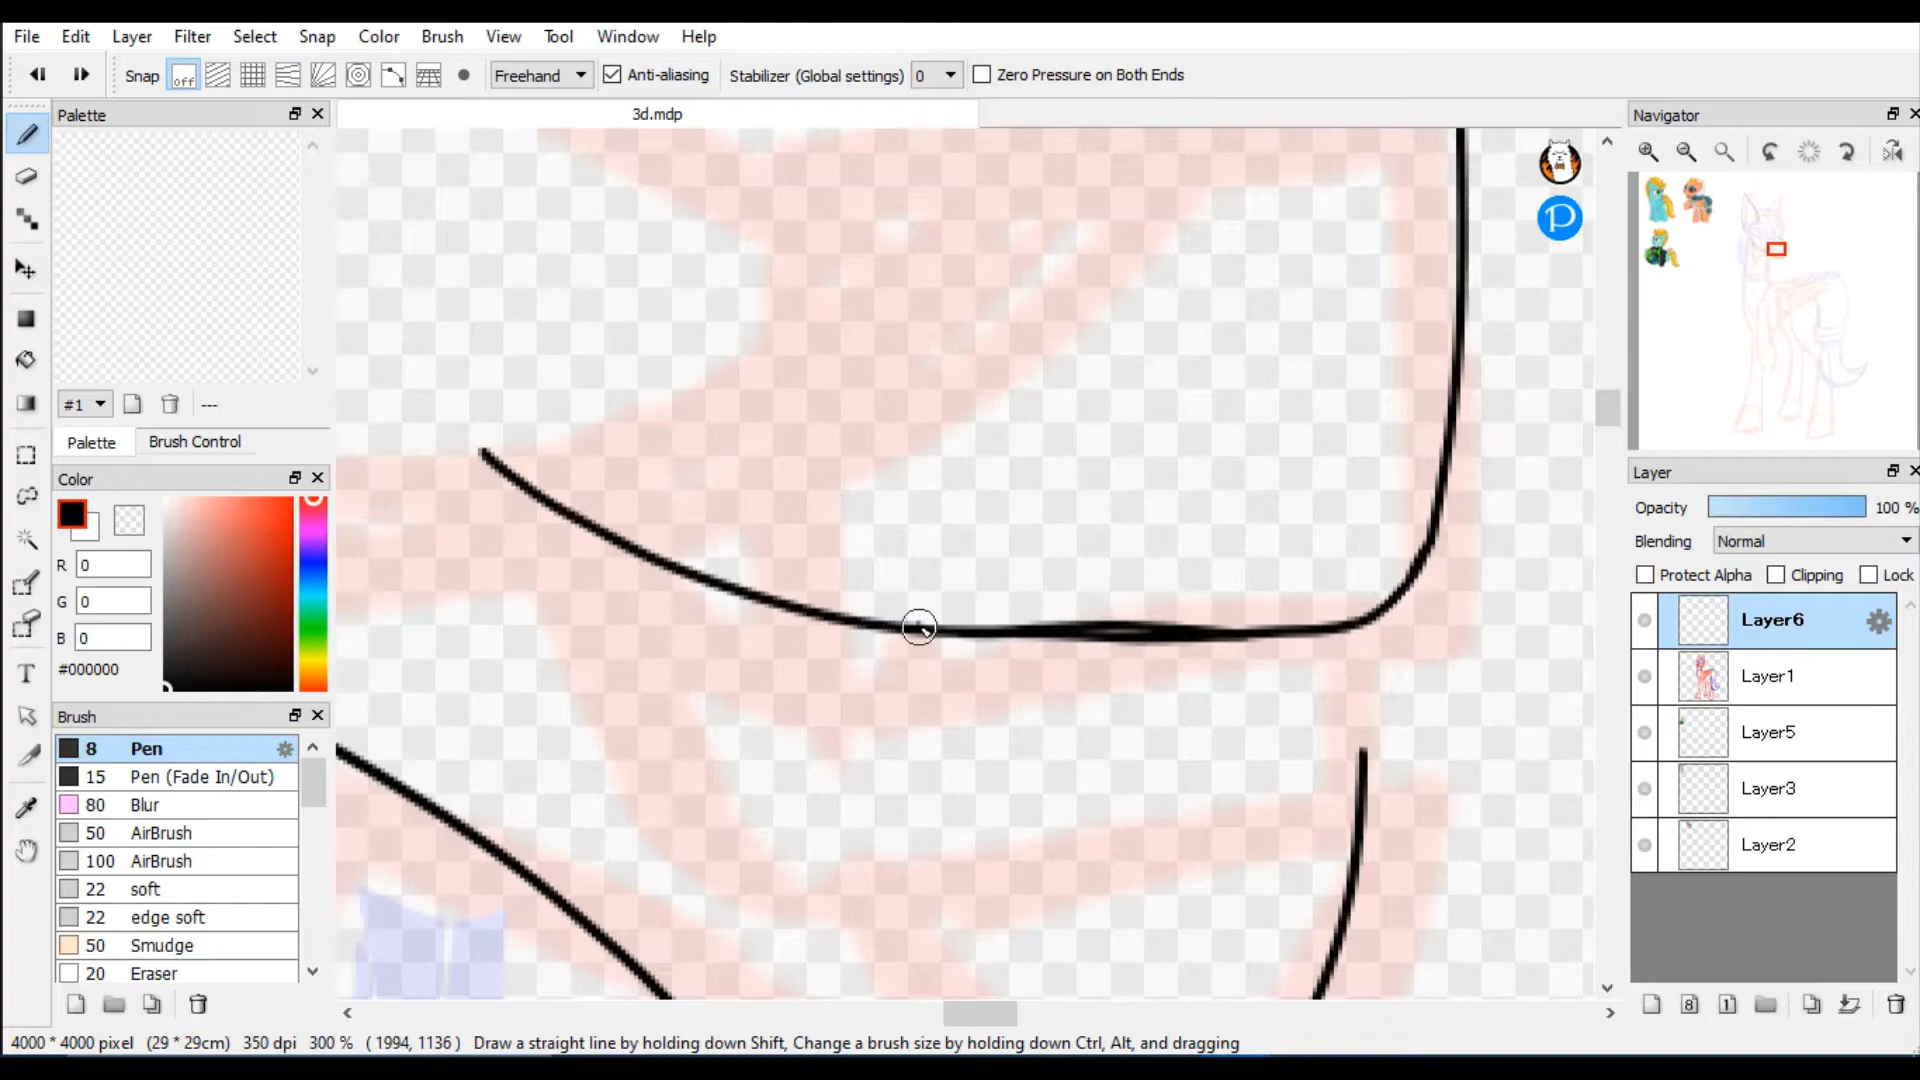 File Edit Layer Filter Select Snap Color Brush View Tool Window Help
Snap off Freehand Anti-aliasing Stabilizer (Global settings) 0 Zero Pressure on Both Ends
Palette
3d.mdp
Navigator
#1 ---
Palette Brush Control
Color
R 0
G 0
B 0
#000000
Brush
8 Pen
15 Pen (Fade In/Out)
80 Blur
50 AirBrush
100 AirBrush
22 soft
22 edge soft
50 Smudge
20 Eraser
T
P
Layer
Opacity 100 %
Blending Normal
Protect Alpha Clipping Lock
Layer6
Layer1
Layer5
Layer3
Layer2
8 1
4000 * 4000 pixel (29 * 29cm) 350 dpi 300 % ( 1994, 1136 ) Draw a straight line by holding down Shift, Change a brush size by holding down Ctrl, Alt, and dragging